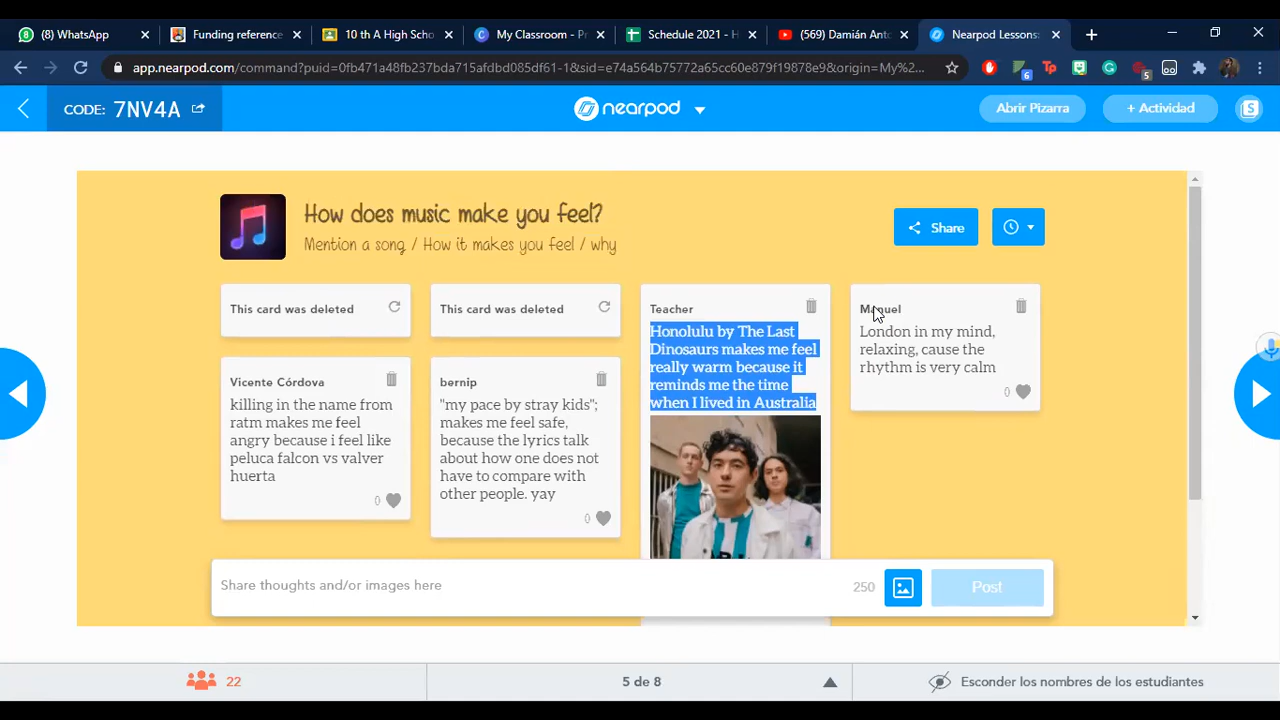 (8) WhatsApp
Funding reference
10 th A High Scho
My Classroom - Pr
Schedule 2021 - H
(569) Damián Anto
Nearpod Lessons:
app.nearpod.com/command?puid=0fb471a48fb237bda715afdbd085df61-1&sid=e74a564b75772a65cc60e879f19878e9&origin=My%2...
6
5
CODE: 7NV4A
nearpod
Abrir Pizarra
+ Actividad
S
How does music make you feel?
Mention a song / How it makes you feel / why
Share
This card was deleted
This card was deleted
Teacher
Honolulu by The Last
Dinosaurs makes me feel
really warm because it
reminds me the time
when I lived in Australia
Manuel
London in my mind,
relaxing, cause the
rhythm is very calm
0
Vicente Córdova
killing in the name from
ratm makes me feel
angry because i feel like
peluca falcon vs valver
huerta
0
bernip
"my pace by stray kids";
makes me feel safe,
because the lyrics talk
about how one does not
have to compare with
other people. yay
0
Share thoughts and/or images here
250
Post
22
5 de 8
Esconder los nombres de los estudiantes